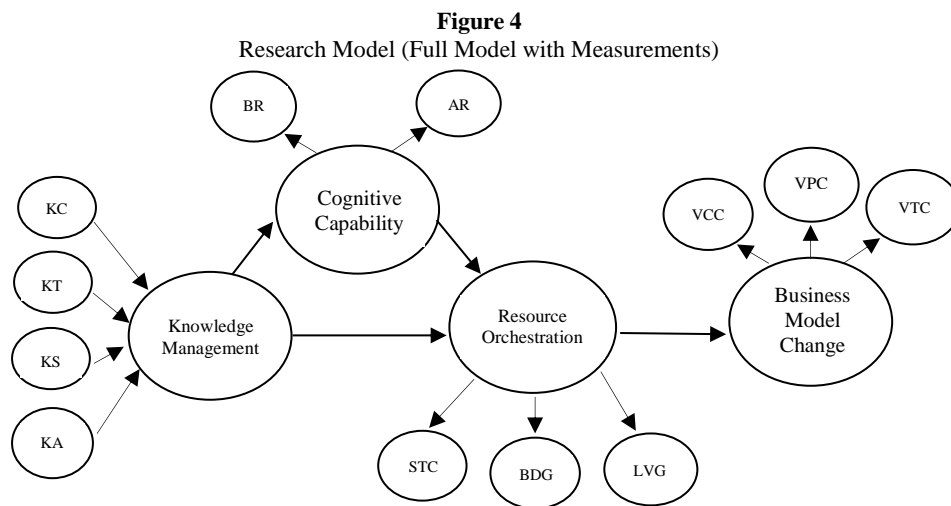 Figure 4
Research Model (Full Model with Measurements)
BR
AR
Cognitive
Capability
VPC
VCC
VTC
KC
KT
KS
KA
Knowledge
Management
Resource
Orchestration
Business
Model
Change
STC
BDG
LVG